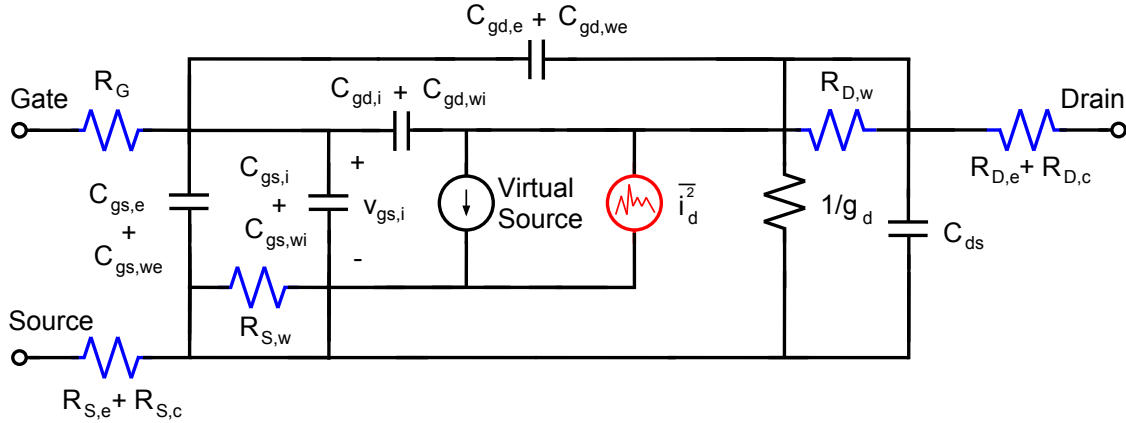 C_gd,e + C_gd,we
R_G
C_gd,i + C_gd,wi
R_D,w
Gate
Drain
C_gs,e
+
C_gs,we
C_gs,i
+
C_gs,wi
+
v_gs,i
-
Virtual
Source
i_d^2
1/g_d
C_ds
R_D,e + R_D,c
R_S,w
Source
R_S,e + R_S,c